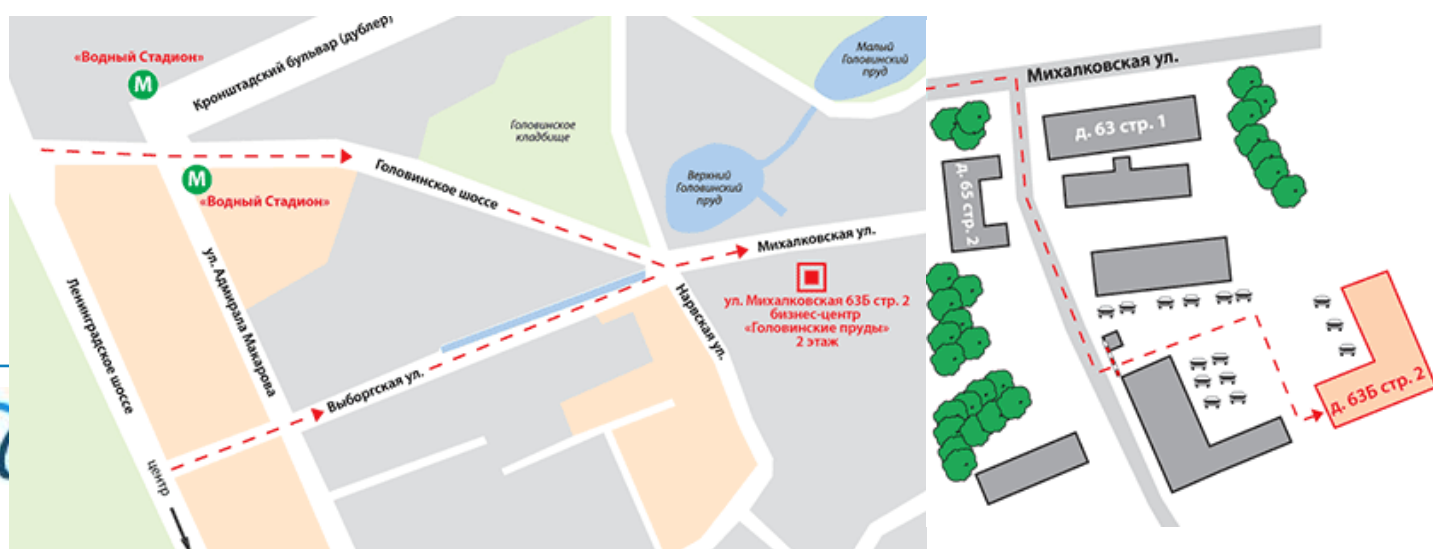 «Водный Стадион»
М
Кронштадский бульвар (дублер)
Малый
Головинский
пруд
Головинское
кладбище
Головинское шоссе
Верхний
Головинский
пруд
М
«Водный Стадион»
ул. Адмирала Макарова
Ленинградское шоссе
Михалковская ул.
ул. Михалковская 63Б стр. 2
бизнес-центр
«Головинские пруды»
2 этаж
Нарвская ул.
Выборгская ул.
центр
Михалковская ул.
д. 63 стр. 1
д. 65 стр. 2
д. 63Б стр. 2